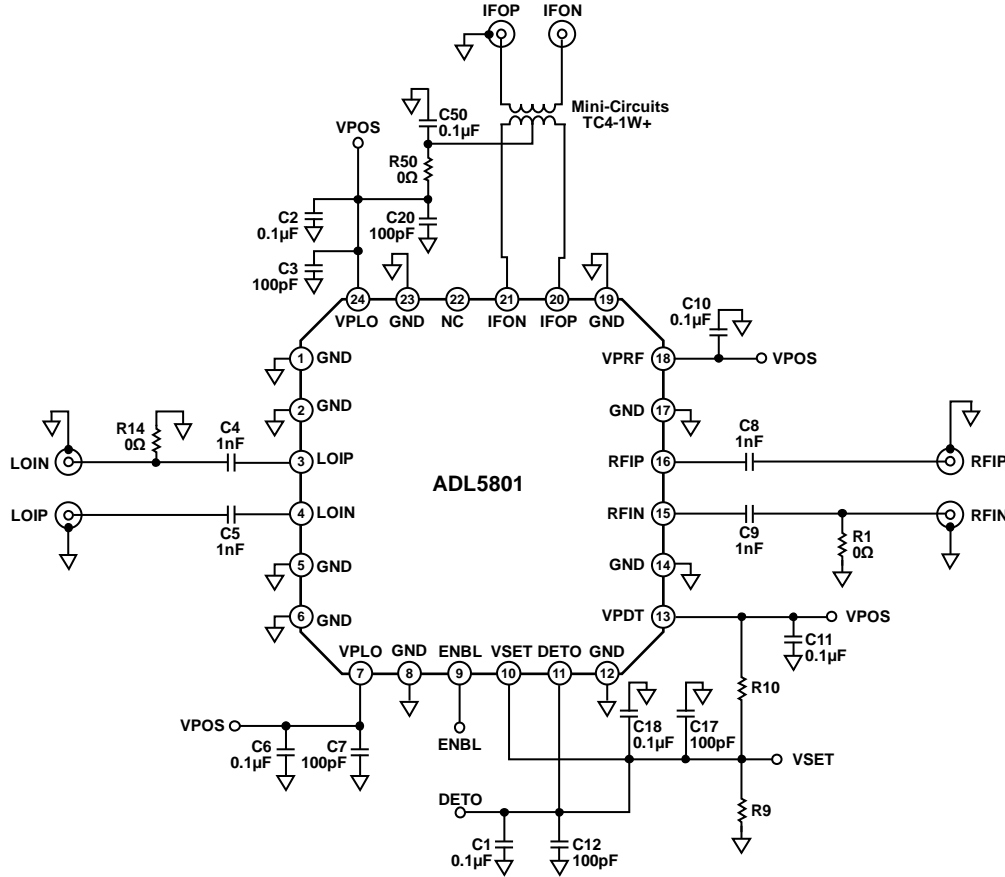 IFOP
IFON
Mini-Circuits
TC4-1W+
C50
0.1µF
VPOS
R50
0Ω
C2
0.1µF
C20
100pF
C3
100pF
24
23
22
21
20
19
VPLO
GND
NC
IFON
IFOP
GND
C10
0.1µF
1
GND
VPRF
18
VPOS
2
GND
GND
17
R14
0Ω
C4
1nF
C8
1nF
LOIN
3
LOIP
RFIP
16
RFIP
ADL5801
LOIP
4
LOIN
RFIN
15
RFIN
C5
1nF
C9
1nF
R1
0Ω
5
GND
GND
14
6
GND
VPDT
13
VPOS
C11
0.1µF
VPLO
GND
ENBL
VSET
DETO
GND
7
8
9
10
11
12
R10
VPOS
C6
0.1µF
C7
100pF
ENBL
C18
0.1µF
C17
100pF
VSET
DETO
R9
C1
0.1µF
C12
100pF